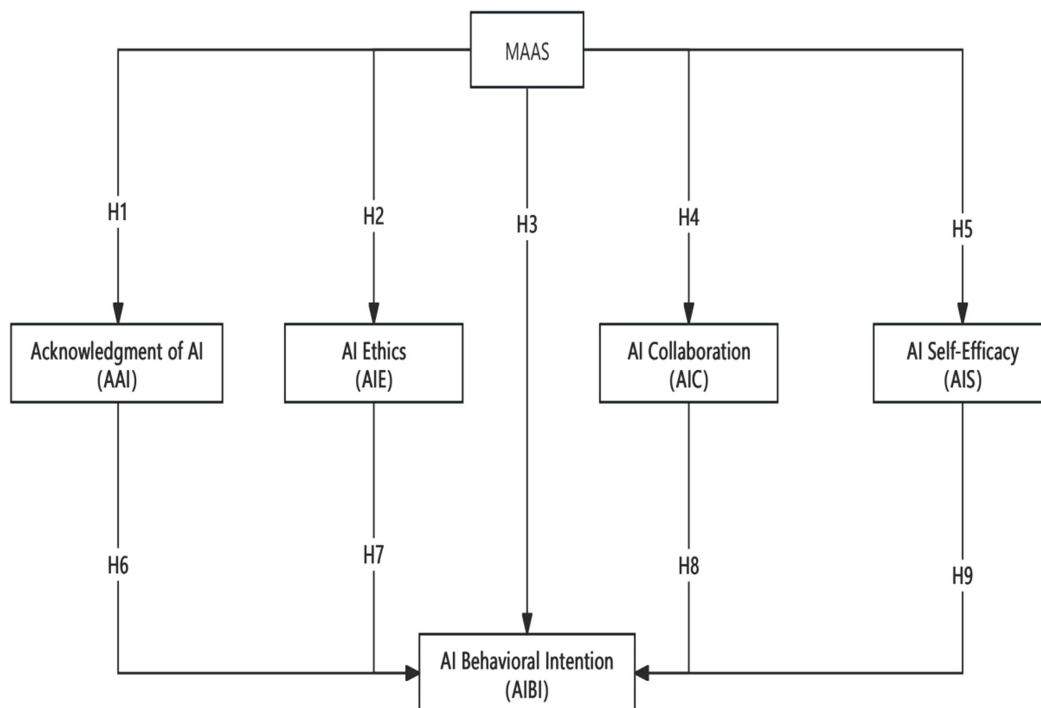 MAAS
H1
H2
H3
H4
H5
Acknowledgment of AI
(AAI)
AI Ethics
(AIE)
AI Collaboration
(AIC)
AI Self-Efficacy
(AIS)
H6
H7
H8
H9
AI Behavioral Intention
(AIBI)